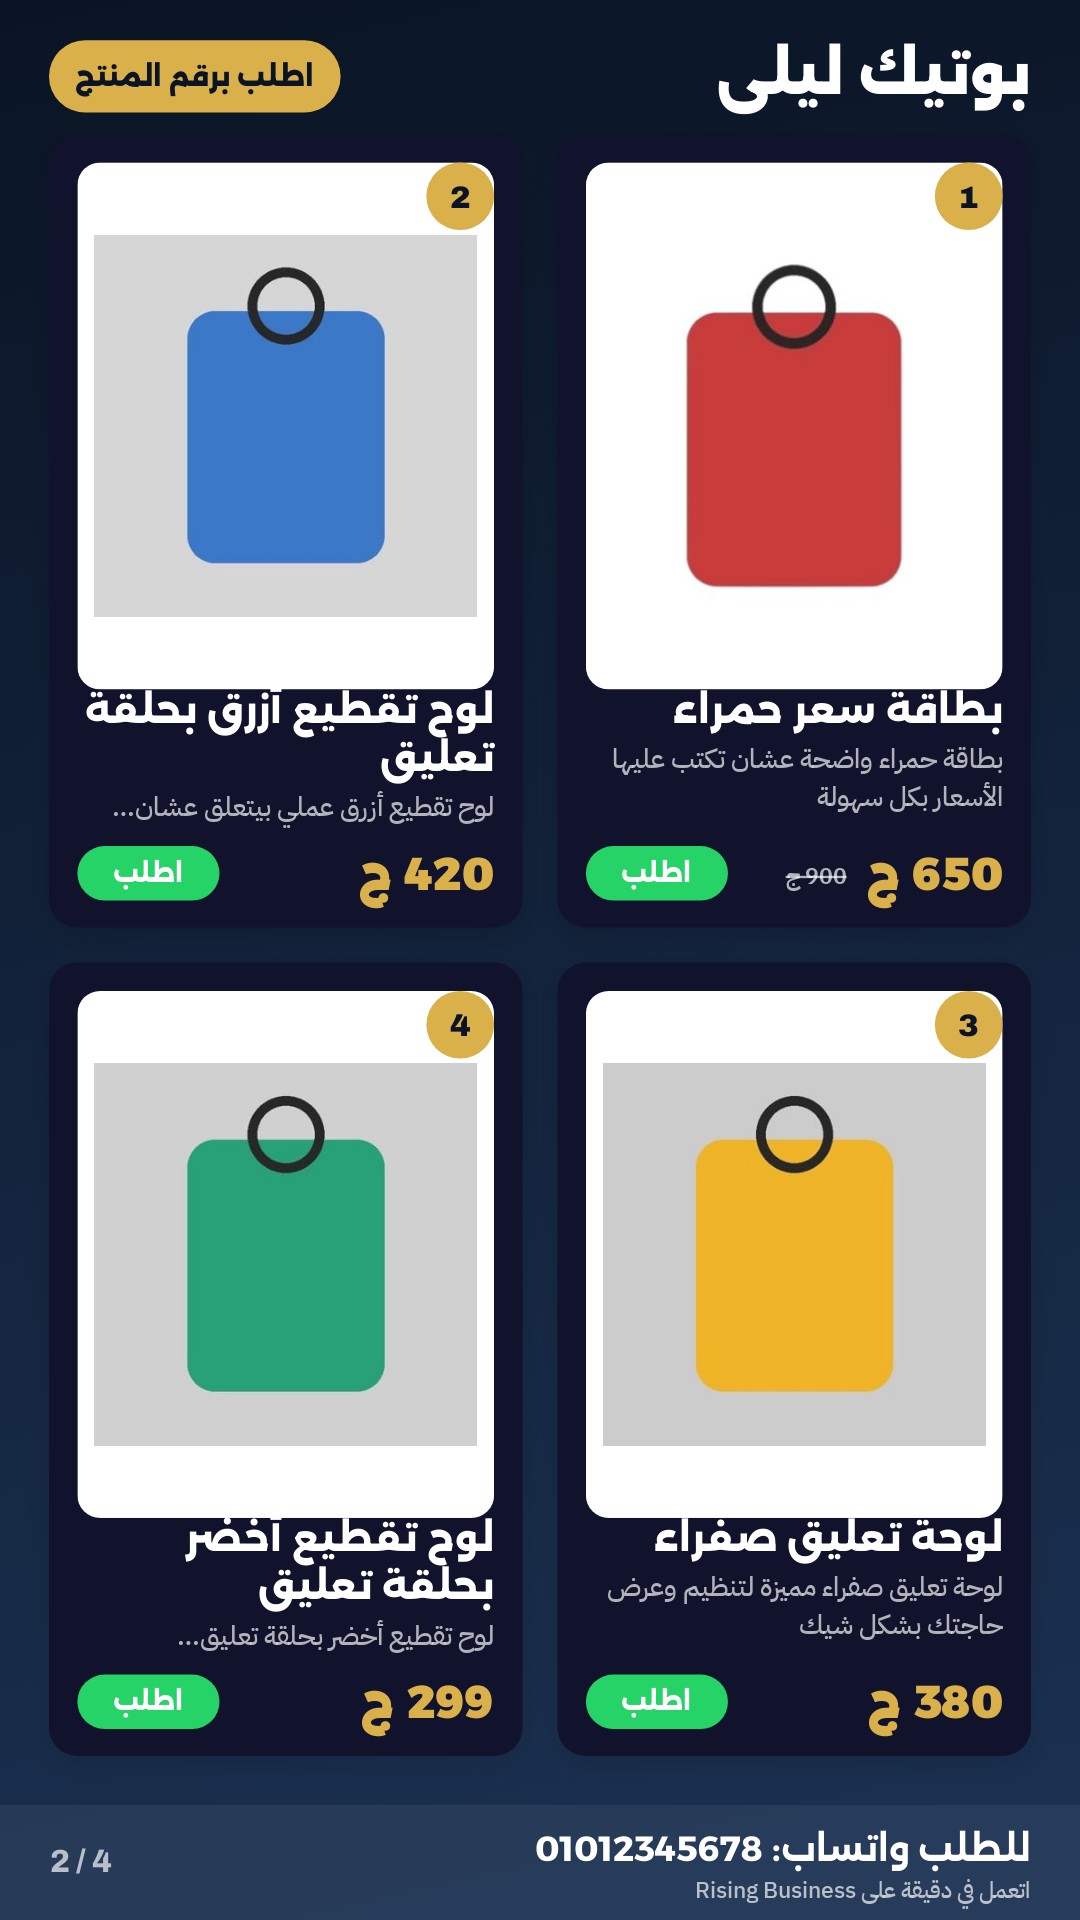 بوتيك ليلى
اطلب برقم المنتج
1
بطاقة سعر حمراء
بطاقة حمراء واضحة عشان تكتب عليها
الأسعار بكل سهولة
650 ج
900 ج
اطلب
2
لوح تقطيع أزرق بحلقة
تعليق
لوح تقطيع أزرق عملي بيتعلق عشان...
420 ج
اطلب
3
لوحة تعليق صفراء
لوحة تعليق صفراء مميزة لتنظيم وعرض
حاجتك بشكل شيك
380 ج
اطلب
4
لوح تقطيع أخضر
بحلقة تعليق
لوح تقطيع أخضر بحلقة تعليق...
299 ج
اطلب
للطلب واتساب: 01012345678
اتعمل في دقيقة على Rising Business
2 / 4